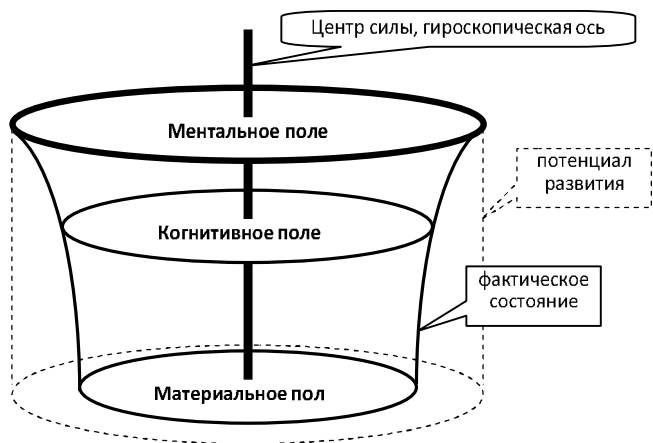 Центр силы, гироскопическая ось
Ментальное поле
потенциал
развития
Когнитивное поле
фактическое
состояние
Материальное пол